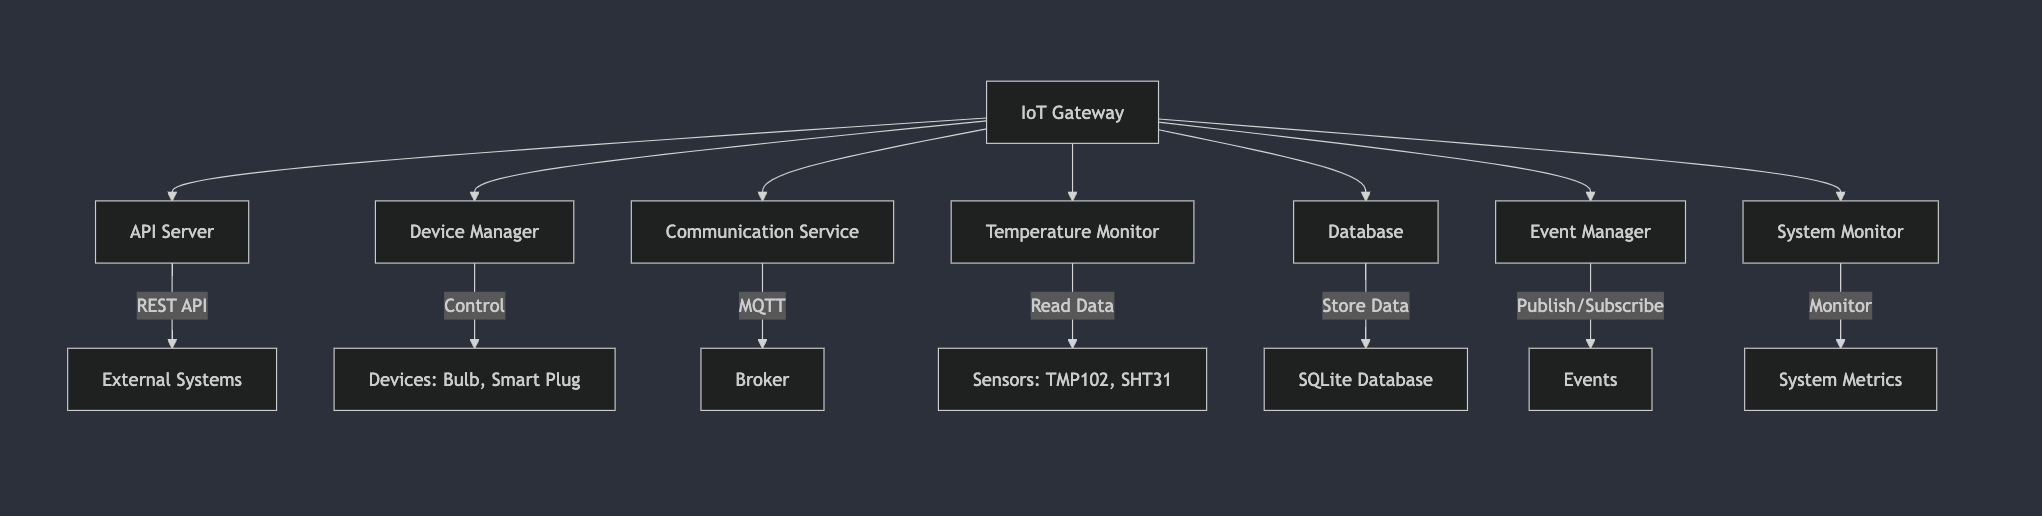 IoT Gateway
API Server
Device Manager
Communication Service
Temperature Monitor
Database
Event Manager
System Monitor
REST API
Control
MQTT
Read Data
Store Data
Publish/Subscribe
Monitor
External Systems
Devices: Bulb, Smart Plug
Broker
Sensors: TMP102, SHT31
SQLite Database
Events
System Metrics